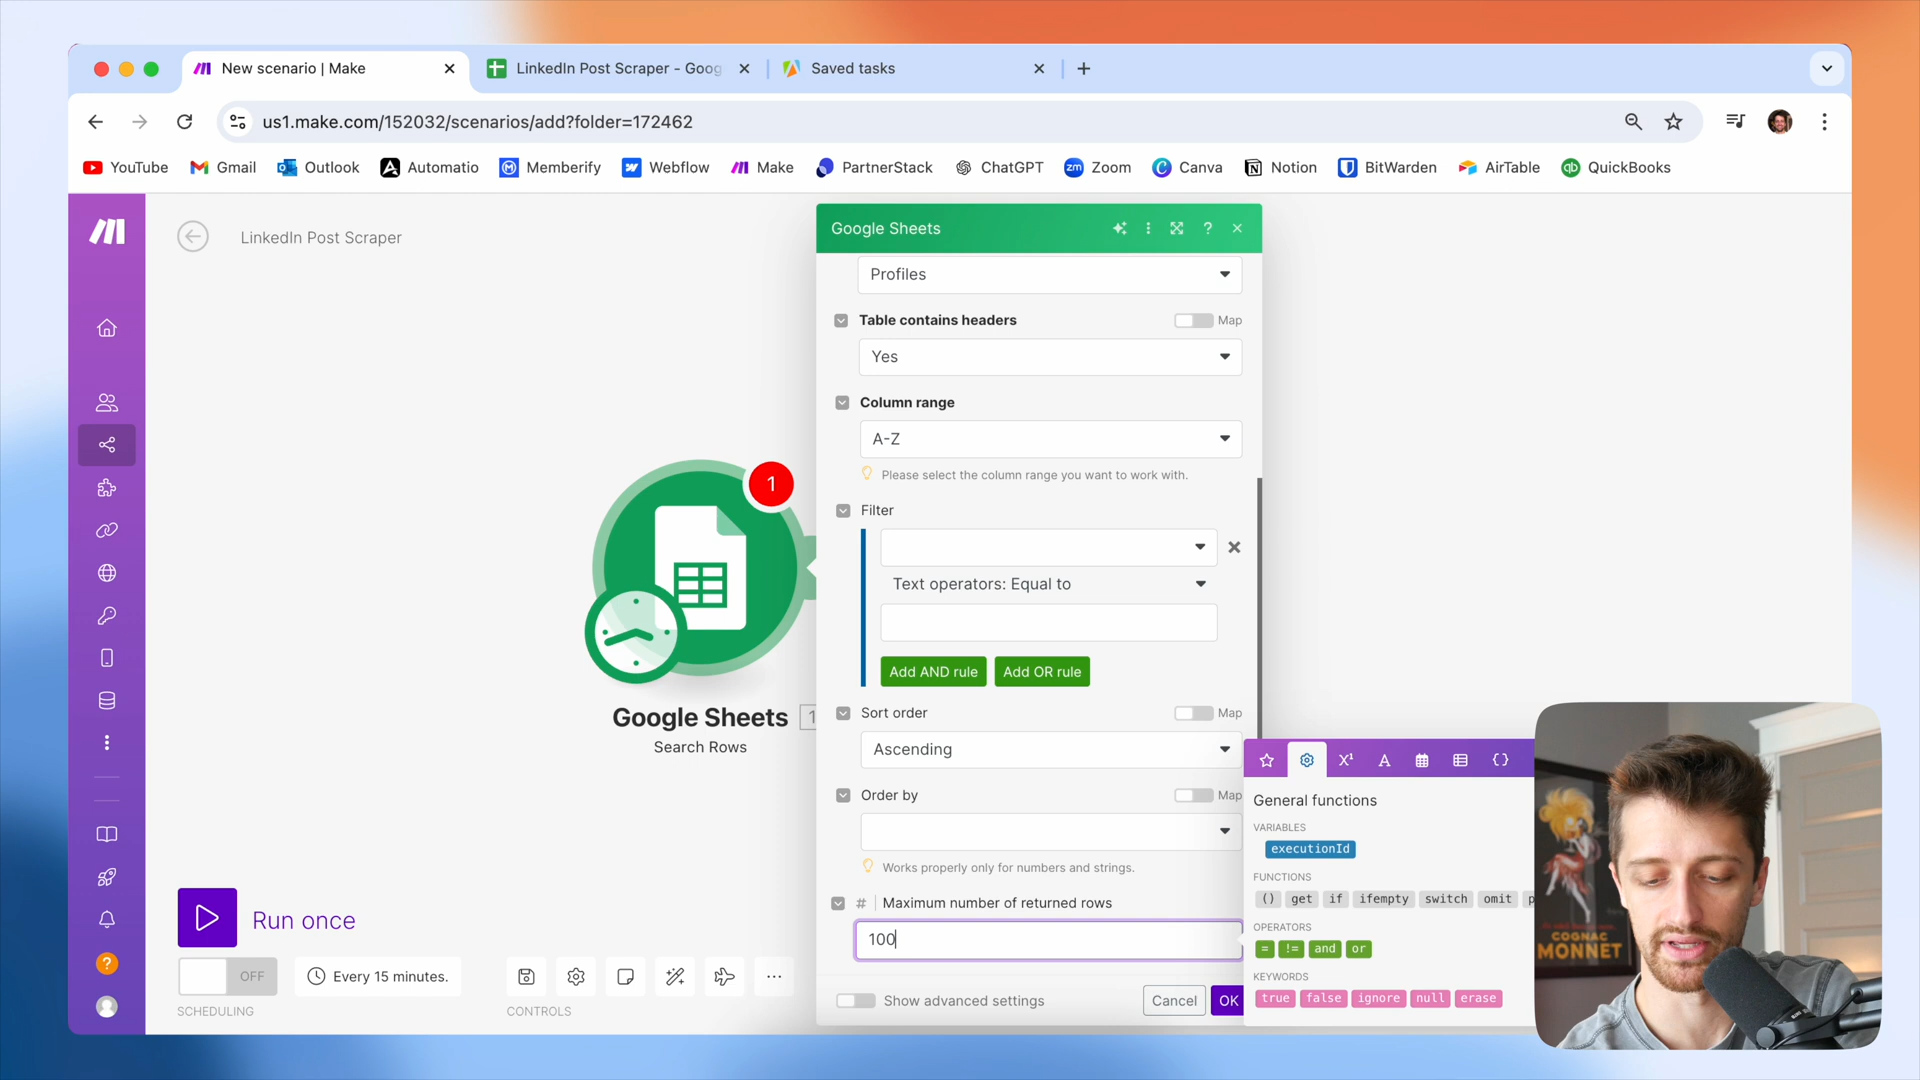 New scenario | Make
LinkedIn Post Scraper - Goog
Saved tasks
us1.make.com/152032/scenarios/add?folder=172462
YouTube
Gmail
Outlook
Automatio
Memberify
Webflow
Make
PartnerStack
ChatGPT
zm
Zoom
Canva
Notion
BitWarden
AirTable
qb
QuickBooks
LinkedIn Post Scraper
Google Sheets
?
Profiles
Table contains headers
Map
Yes
Column range
A-Z
Please select the column range you want to work with.
Filter
Text operators: Equal to
Add AND rule
Add OR rule
Sort order
Map
Ascending
Order by
Map
Works properly only for numbers and strings.
# Maximum number of returned rows
100
Show advanced settings
Cancel
OK
1
Google Sheets
1
Search Rows
Run once
OFF
Every 15 minutes.
SCHEDULING
CONTROLS
?
X¹
A
{}
General functions
VARIABLES
executionId
FUNCTIONS
() get if ifempty switch omit p
OPERATORS
= != and or
KEYWORDS
true false ignore null erase
COGNAC
MONNET